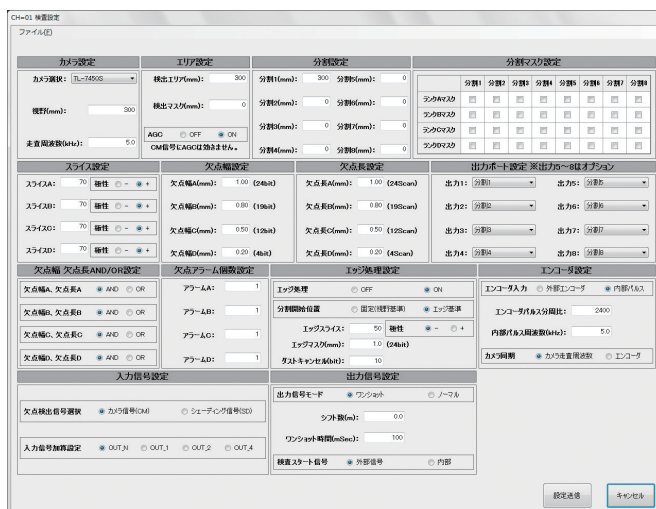 CH=01 検査設定
ファイル(F)
カメラ設定
カメラ選択: TL-7450S
視野(mm): 300
走査周波数(kHz): 5.0
エリア設定
検出エリア(mm): 300
検出マスク(mm): 0
AGC OFF ON
CM信号にAGCは効きません。
分割設定
分割1(mm): 300 分割5(mm): 0
分割2(mm): 0 分割6(mm): 0
分割3(mm): 0 分割7(mm): 0
分割4(mm): 0 分割8(mm): 0
分割マスク設定
分割1 分割2 分割3 分割4 分割5 分割6 分割7 分割8
ランクAマスク
ランクBマスク
ランクCマスク
ランクDマスク
スライス設定
スライスA: 70 極性 - +
スライスB: 70 極性 - +
スライスC: 70 極性 - +
スライスD: 70 極性 - +
欠点幅設定
欠点幅A(mm): 1.00 (24bit)
欠点幅B(mm): 0.80 (19bit)
欠点幅C(mm): 0.50 (12bit)
欠点幅D(mm): 0.20 (4bit)
欠点長設定
欠点長A(mm): 1.00 (24Scan)
欠点長B(mm): 0.80 (19Scan)
欠点長C(mm): 0.50 (12Scan)
欠点長D(mm): 0.20 (4Scan)
出力ポート設定 ※出力5~8はオプション
出力1: 分割1 出力5: 分割5
出力2: 分割2 出力6: 分割6
出力3: 分割3 出力7: 分割7
出力4: 分割4 出力8: 分割8
欠点幅 欠点長AND/OR設定
欠点幅A、欠点長A AND OR
欠点幅B、欠点長B AND OR
欠点幅C、欠点長C AND OR
欠点幅D、欠点長D AND OR
欠点アラーム個数設定
アラームA: 1
アラームB: 1
アラームC: 1
アラームD: 1
エッジ処理設定
エッジ処理 OFF ON
分割開始位置 固定(視野基準) エッジ基準
エッジスライス: 50 極性 - +
エッジマスク(mm): 1.0 (24bit)
ダストキャンセル(bit): 10
エンコーダ設定
エンコーダ入力 外部エンコーダ 内部パルス
エンコーダパルス分周比: 2400
内部パルス周波数(kHz): 5.0
カメラ同期 カメラ走査周波数 エンコーダ
入力信号設定
欠点検出信号選択 カメラ信号(CM) シェーディング信号(SD)
入力信号加算設定 OUT_N OUT_1 OUT_2 OUT_4
出力信号設定
出力信号モード ワンショット ノーマル
シフト数(m): 0.0
ワンショット時間(mSec): 100
検査スタート信号 外部信号 内部
設定送信 キャンセル